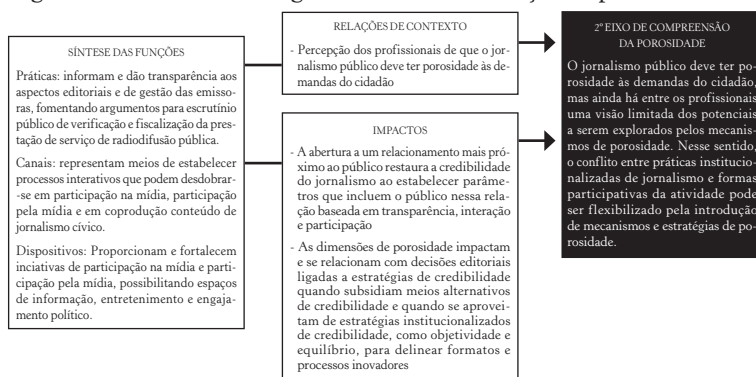 SÍNTESE DAS FUNÇÕES
Práticas: informam e dão transparência aos
aspectos editoriais e de gestão das emisso-
ras, fomentando argumentos para escrutínio
público de verificação e fiscalização da pres-
tação de serviço de radiodifusão pública.
Canais: representam meios de estabelecer
processos interativos que podem desdobrar-
-se em participação na mídia, participação
pela mídia e em coprodução conteúdo de
jornalismo cívico.
Dispositivos: Proporcionam e fortalecem
inciativas de participação na mídia e parti-
cipação pela mídia, possibilitando espaços
de informação, entretenimento e engaja-
mento político.
RELAÇÕES DE CONTEXTO
- Percepção dos profissionais de que o jor-
nalismo público deve ter porosidade às de-
mandas do cidadão
IMPACTOS
- A abertura a um relacionamento mais pró-
ximo ao público restaura a credibilidade
do jornalismo ao estabelecer parâme-
tros que incluem o público nessa rela-
ção baseada em transparência, interação
e participação
- As dimensões de porosidade impactam
e se relacionam com decisões editoriais
ligadas a estratégias de credibilidade
quando subsidiam meios alternativos
de credibilidade e quando se aprovei-
tam de estratégias institucionalizados
de credibilidade, como objetividade e
equilíbrio, para delinear formatos e
processos inovadores
2º EIXO DE COMPREENSÃO
DA POROSIDADE
O jornalismo público deve ter po-
rosidade às demandas do cidadão,
mas ainda há entre os profissionais
uma visão limitada dos potenciais
a serem explorados pelos mecanis-
mos de porosidade. Nesse sentido,
o conflito entre práticas institucio-
nalizadas de jornalismo e formas
participativas da atividade pode
ser flexibilizado pela introdução
de mecanismos e estratégias de po-
rosidade.